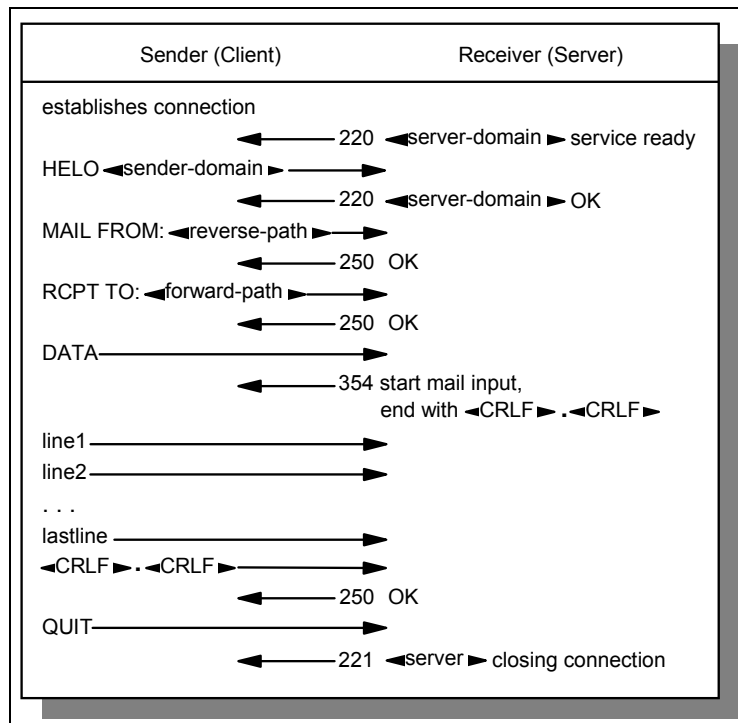 Sender (Client) Receiver (Server)
establishes connection
220 ◄server-domain► service ready
HELO ◄sender-domain►
220 ◄server-domain► OK
MAIL FROM: ◄reverse-path►
250 OK
RCPT TO: ◄forward-path►
250 OK
DATA
354 start mail input,
end with ◄CRLF►.◄CRLF►
line1
line2
. . .
lastline
◄CRLF►.◄CRLF►
250 OK
QUIT
221 ◄server► closing connection